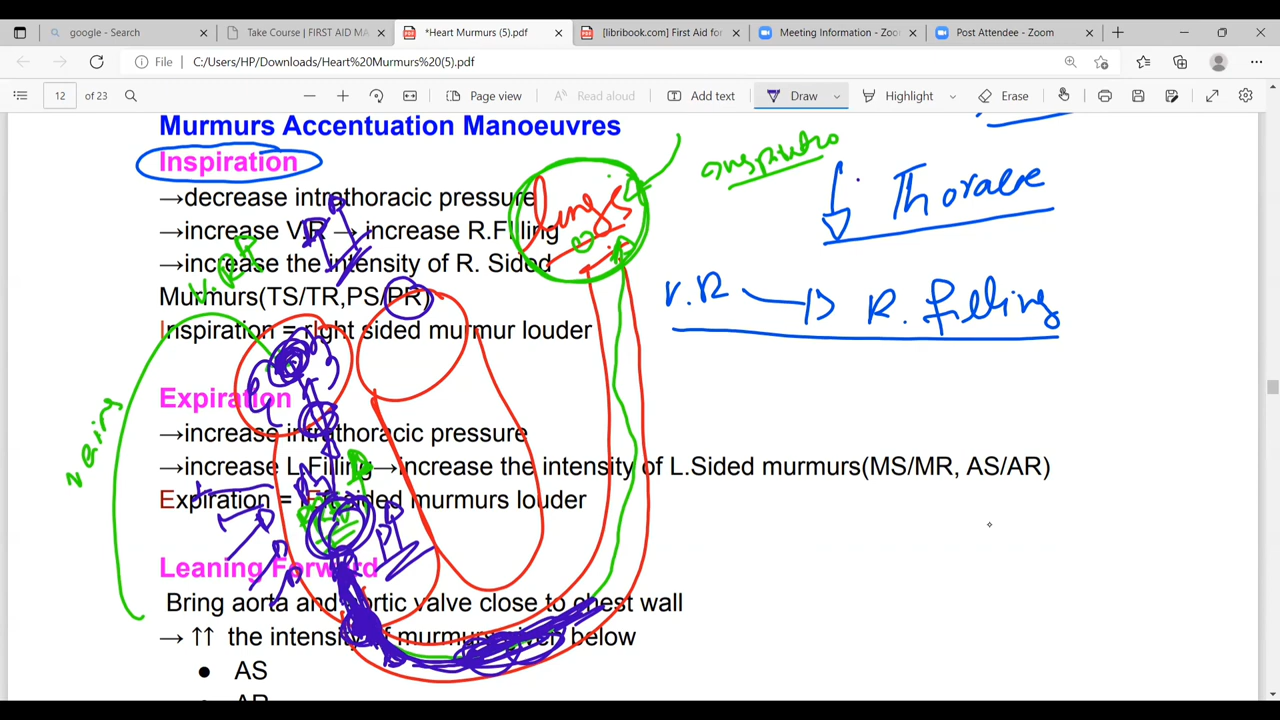 google - Search
Take Course | FIRST AID MA
*Heart Murmurs (5).pdf
[libribook.com] First Aid for
Meeting Information - Zoo
Post Attendee - Zoom
File
C:/Users/HP/Downloads/Heart%20Murmurs%20(5).pdf
12 of 23
Page view
Read aloud
Add text
Draw
Highlight
Erase
Murmurs Accentuation Manoeuvres
Inspiration
→decrease intrathoracic pressure
→increase V.R → increase R.Filling
→increase the intensity of R. Sided
Murmurs(TS/TR,PS/PR)
Inspiration = right sided murmur louder
Expiration
→increase intrathoracic pressure
→increase L.Filling→increase the intensity of L.Sided murmurs(MS/MR, AS/AR)
Expiration = lEft sided murmurs louder
Leaning Forward
Bring aorta and aortic valve close to chest wall
→ ↑↑ the intensity of murmurs given below
● AS
● AR
lungs
V.R
veins
V.R → R. filling